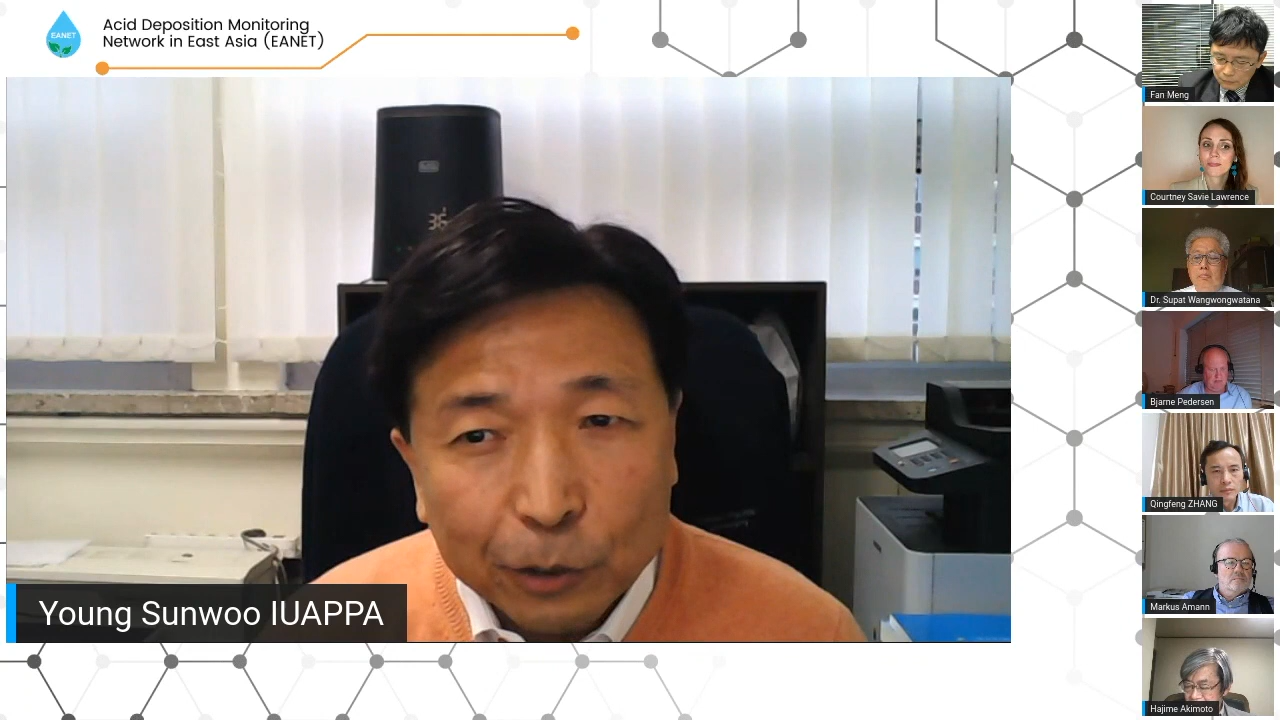 EANET
Acid Deposition Monitoring
Network in East Asia (EANET)
36
Young Sunwoo IUAPPA
Fan Meng
Courtney Savie Lawrence
Dr. Supat Wangwongwatana
Bjarne Pedersen
Qingfeng ZHANG
Markus Amann
Hajime Akimoto